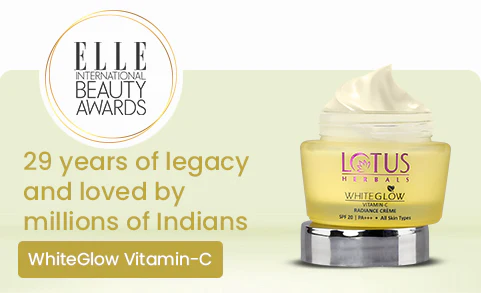 ELLE
INTERNATIONAL
BEAUTY
AWARDS
29 years of legacy
and loved by
millions of Indians
WhiteGlow Vitamin-C
LOTUS
HERBALS
WHITEGLOW
VITAMIN-C
RADIANCE CRÈME
SPF 20 | PA+++ • All Skin Types